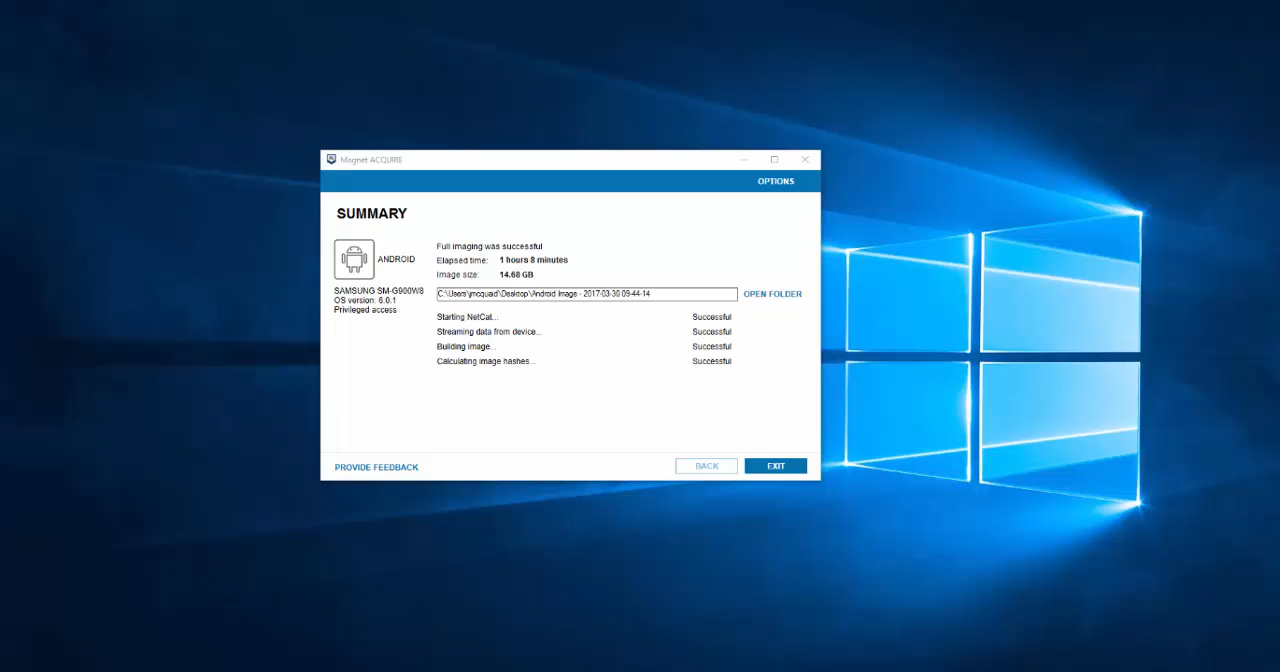 Magnet ACQUIRE
OPTIONS
SUMMARY
ANDROID
SAMSUNG SM-G900W8
OS version: 6.0.1
Privileged access
Full imaging was successful
Elapsed time: 1 hours 8 minutes
Image size: 14.68 GB
C:\Users\jmcquaid\Desktop\Android Image - 2017-03-30 09-44-14 OPEN FOLDER
Starting NetCat... Successful
Streaming data from device... Successful
Building image... Successful
Calculating image hashes... Successful
PROVIDE FEEDBACK BACK EXIT